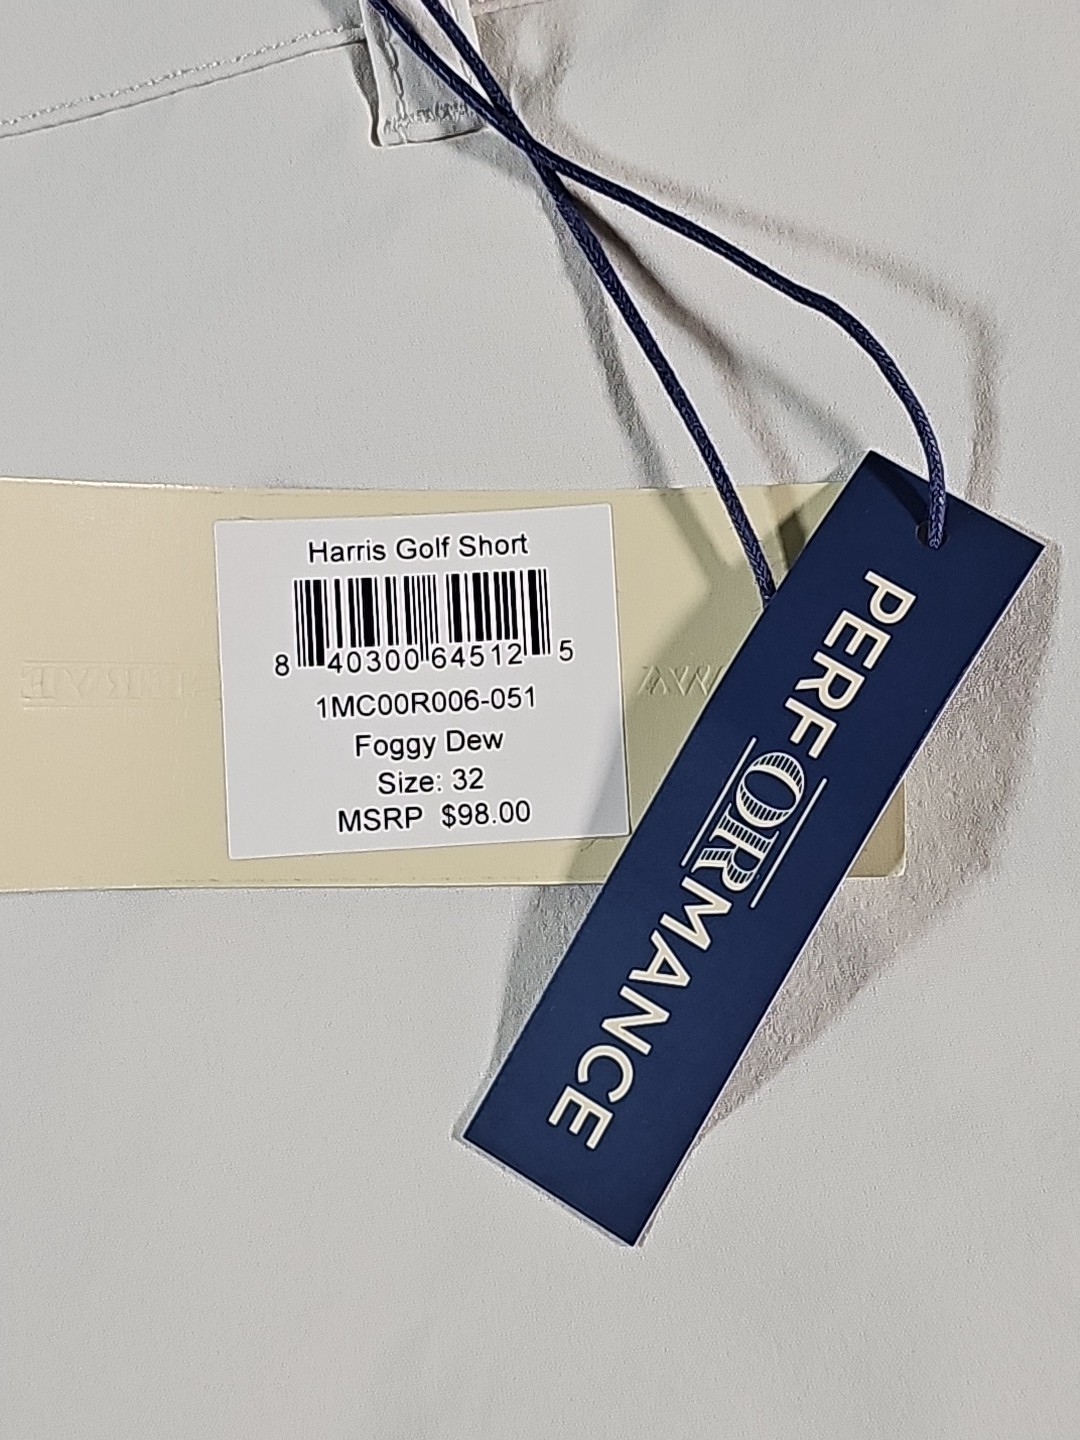 Harris Golf Short
8 40300 64512 5
1MC00R006-051
Foggy Dew
Size: 32
MSRP $98.00
PERFORMANCE